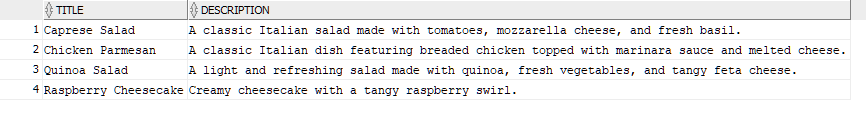 TITLE DESCRIPTION
1 Caprese Salad A classic Italian salad made with tomatoes, mozzarella cheese, and fresh basil.
2 Chicken Parmesan A classic Italian dish featuring breaded chicken topped with marinara sauce and melted cheese.
3 Quinoa Salad A light and refreshing salad made with quinoa, fresh vegetables, and tangy feta cheese.
4 Raspberry Cheesecake Creamy cheesecake with a tangy raspberry swirl.